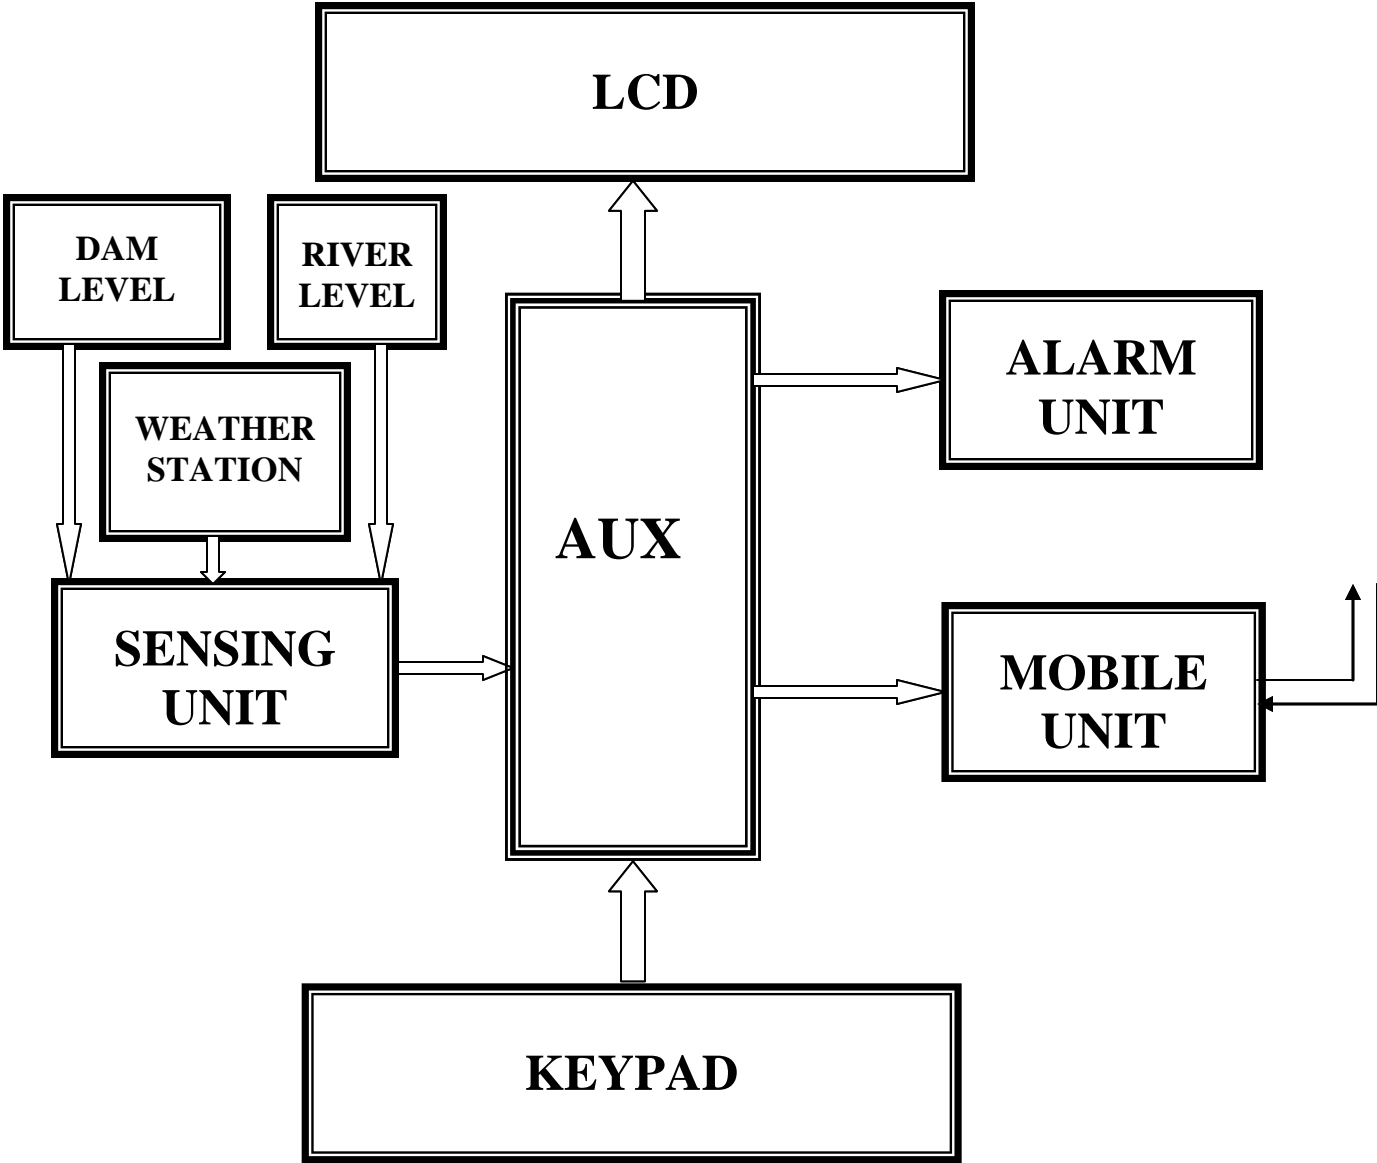 LCD
DAM
LEVEL
RIVER
LEVEL
ALARM
UNIT
WEATHER
STATION
AUX
SENSING
UNIT
MOBILE
UNIT
KEYPAD